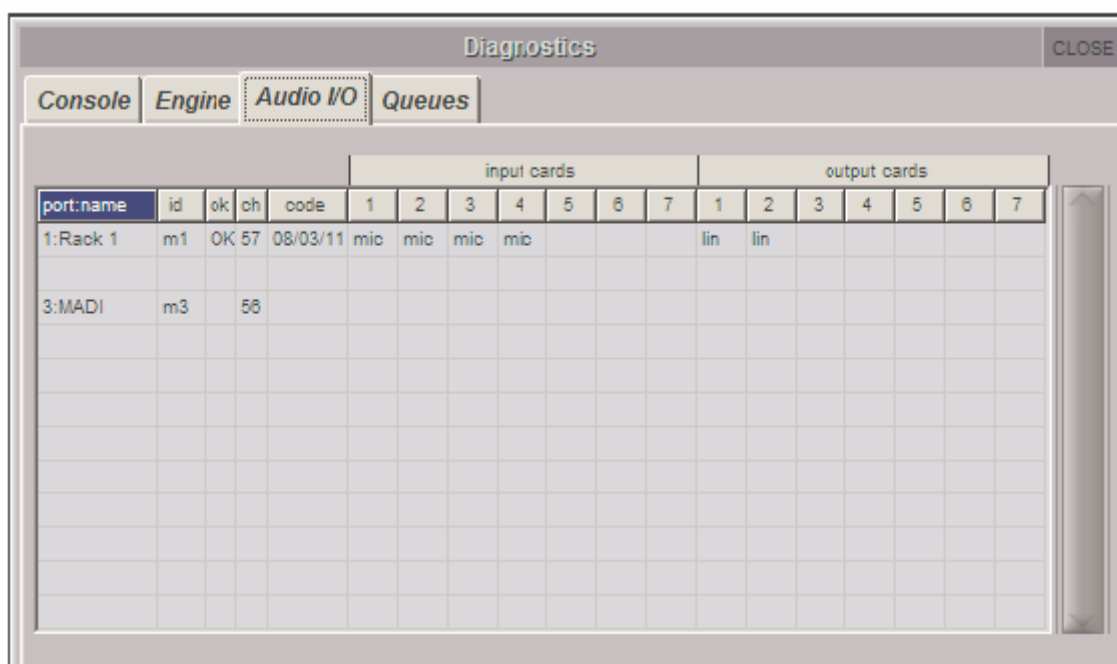 Diagnostics CLOSE
Console Engine Audio I/O Queues
input cards output cards
port:name id ok ch code 1 2 3 4 5 6 7 1 2 3 4 5 6 7
1:Rack 1 m1 OK 57 08/03/11 mic mic mic mic lin lin
3:MADI m3 56